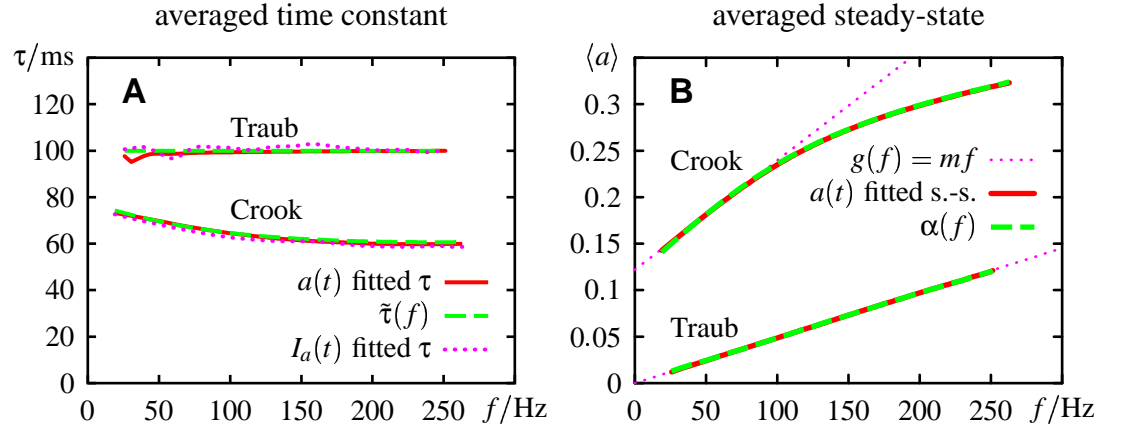 averaged time constant
τ/ms
A
120
100
80
60
40
20
0
Traub
Crook
a(t) fitted τ
τ̃(f)
I_a(t) fitted τ
0 50 100 150 200 250 f/Hz
averaged steady-state
⟨a⟩
B
0.3
0.25
0.2
0.15
0.1
0.05
0
Crook
g(f) = mf
a(t) fitted s.-s.
α(f)
Traub
0 50 100 150 200 250 f/Hz